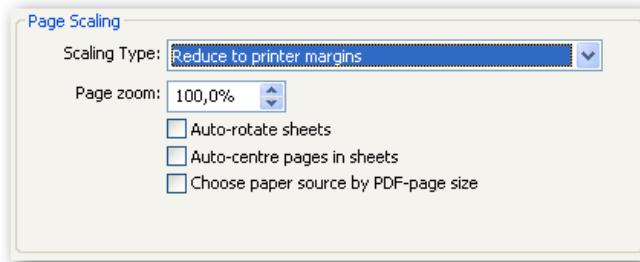 Page Scaling
Scaling Type: Reduce to printer margins
Page zoom: 100,0%
Auto-rotate sheets
Auto-centre pages in sheets
Choose paper source by PDF-page size